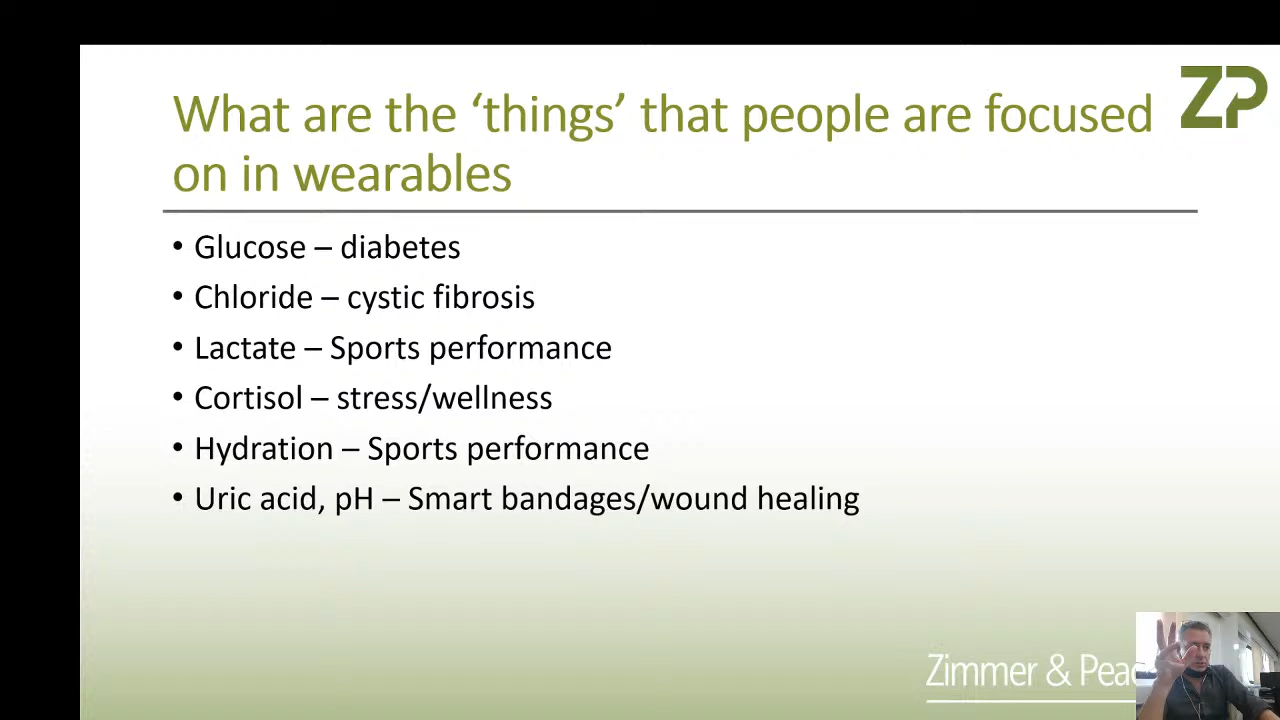 What are the ‘things’ that people are focused
on in wearables
ZP
• Glucose – diabetes
• Chloride – cystic fibrosis
• Lactate – Sports performance
• Cortisol – stress/wellness
• Hydration – Sports performance
• Uric acid, pH – Smart bandages/wound healing
Zimmer &